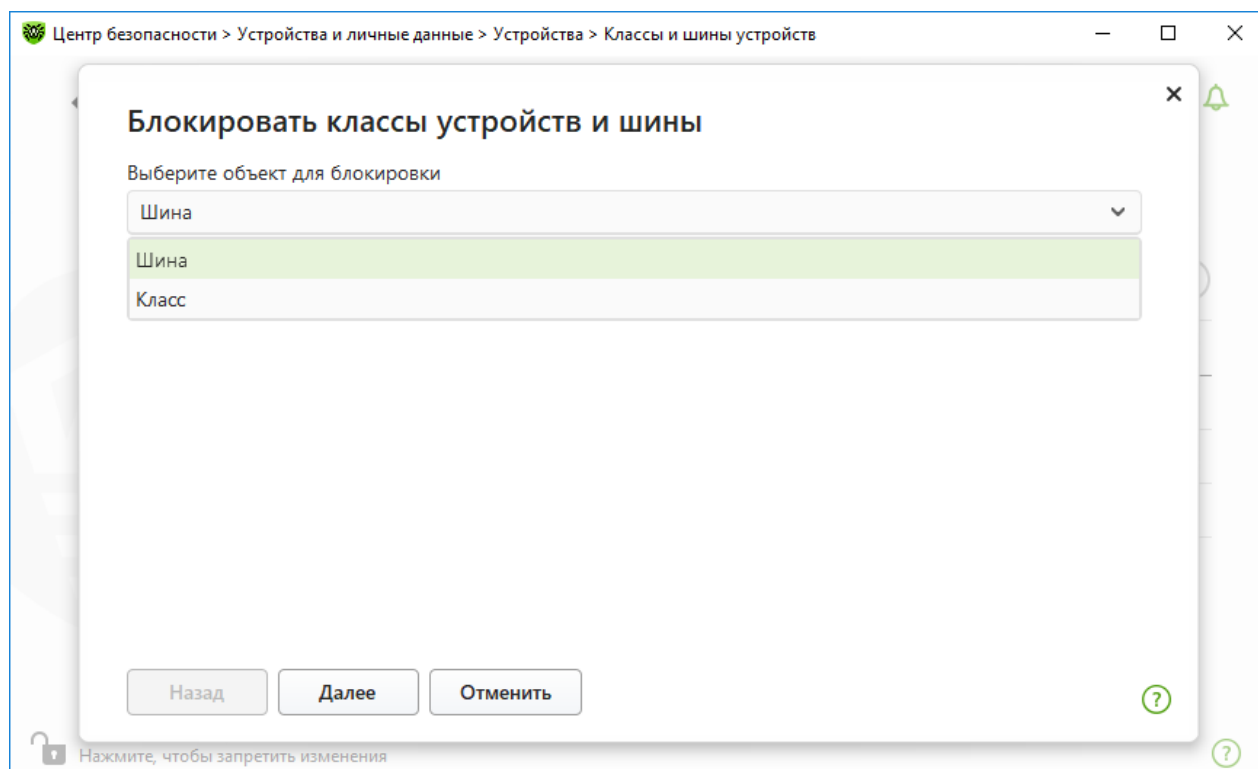 Центр безопасности > Устройства и личные данные > Устройства > Классы и шины устройств
Блокировать классы устройств и шины
Выберите объект для блокировки
Шина
Шина
Класс
Назад
Далее
Отменить
?
Нажмите, чтобы запретить изменения
?